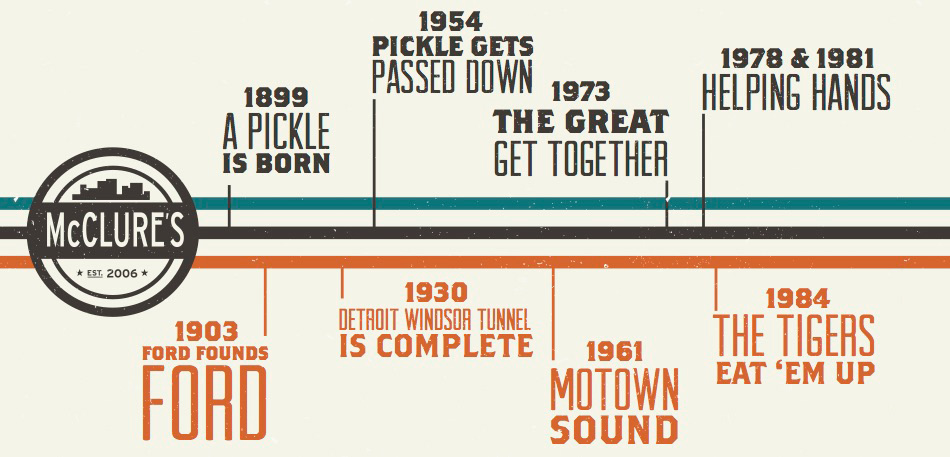 1954
PICKLE GETS
PASSED DOWN
1978 & 1981
HELPING HANDS
1899
A PICKLE
IS BORN
1973
THE GREAT
GET TOGETHER
McCLURE'S
★ EST. 2006 ★
1903
FORD FOUNDS
FORD
1930
DETROIT WINDSOR TUNNEL
IS COMPLETE
1961
MOTOWN
SOUND
1984
THE TIGERS
EAT ‘EM UP